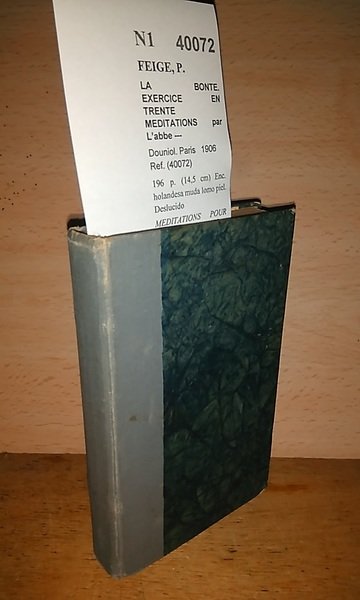 N1 40072
FEIGE, P.
LA BONTE.
EXERCICE EN
TRENTE
MEDITATIONS par
L'abbe ---
Douniol. Paris 1906
Ref. (40072)
196 p. (14,5 cm) Enc.
holandesa muda lomo piel.
Deslucido
MEDITATIONS POUR